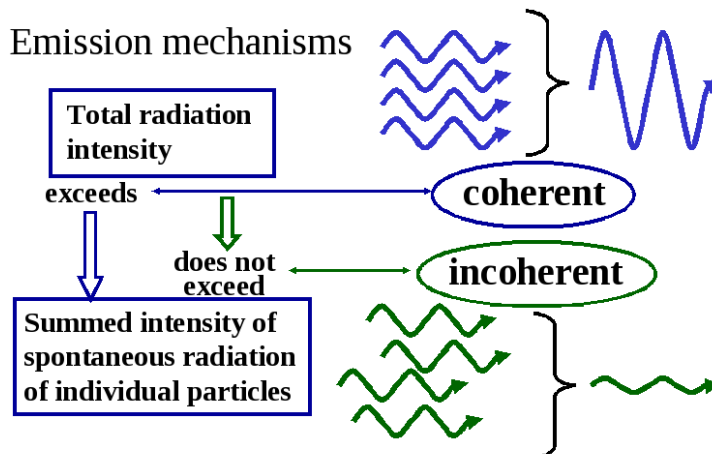 Emission mechanisms
Total radiation
intensity
exceeds
coherent
does not
exceed
incoherent
Summed intensity of
spontaneous radiation
of individual particles